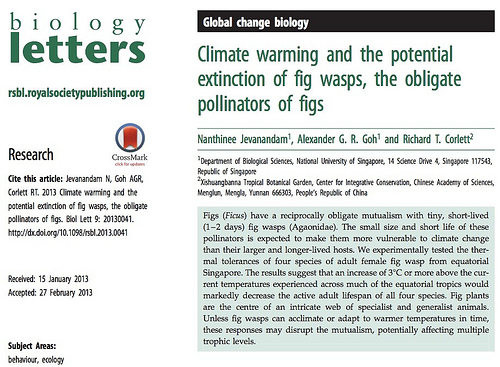 biology
letters
rsbl.royalsocietypublishing.org
Research
CrossMark
click for updates
Cite this article: Jevanandam N, Goh AGR,
Corlett RT. 2013 Climate warming and the
potential extinction of fig wasps, the obligate
pollinators of figs. Biol Lett 9: 20130041.
http://dx.doi.org/10.1098/rsbl.2013.0041
Received: 15 January 2013
Accepted: 27 February 2013
Subject Areas:
behaviour, ecology
Global change biology
Climate warming and the potential
extinction of fig wasps, the obligate
pollinators of figs
Nanthinee Jevanandam¹, Alexander G. R. Goh¹ and Richard T. Corlett²
¹Department of Biological Sciences, National University of Singapore, 14 Science Drive 4, Singapore 117543,
Republic of Singapore
²Xishuangbanna Tropical Botanical Garden, Center for Integrative Conservation, Chinese Academy of Sciences,
Menglun, Mengla, Yunnan 666303, People's Republic of China
Figs (Ficus) have a reciprocally obligate mutualism with tiny, short-lived
(1–2 days) fig wasps (Agaonidae). The small size and short life of these
pollinators is expected to make them more vulnerable to climate change
than their larger and longer-lived hosts. We experimentally tested the ther-
mal tolerances of four species of adult female fig wasp from equatorial
Singapore. The results suggest that an increase of 3°C or more above the cur-
rent temperatures experienced across much of the equatorial tropics would
markedly decrease the active adult lifespan of all four species. Fig plants
are the centre of an intricate web of specialist and generalist animals.
Unless fig wasps can acclimate or adapt to warmer temperatures in time,
these responses may disrupt the mutualism, potentially affecting multiple
trophic levels.